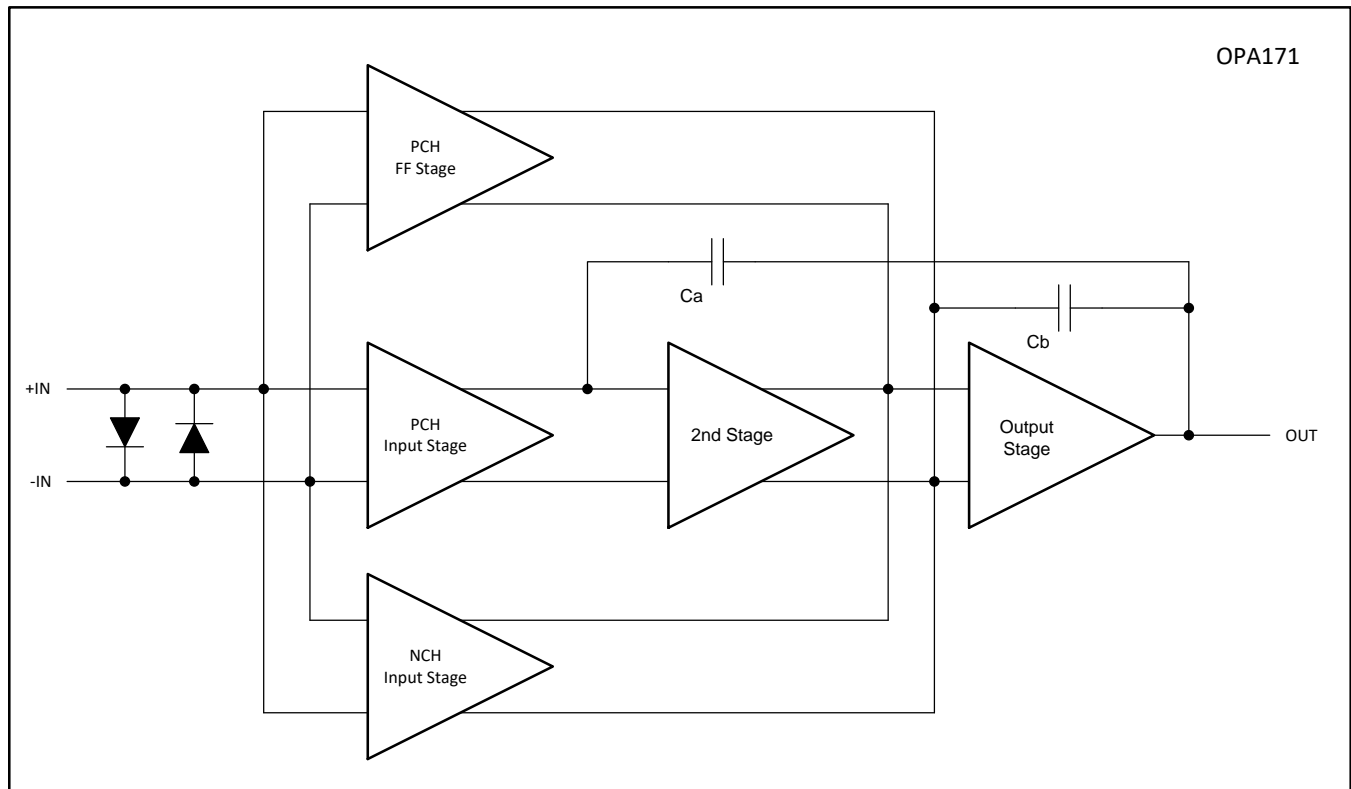 OPA171
PCH
FF Stage
Ca
Cb
+IN
PCH
Input Stage
2nd Stage
Output
Stage
OUT
-IN
NCH
Input Stage